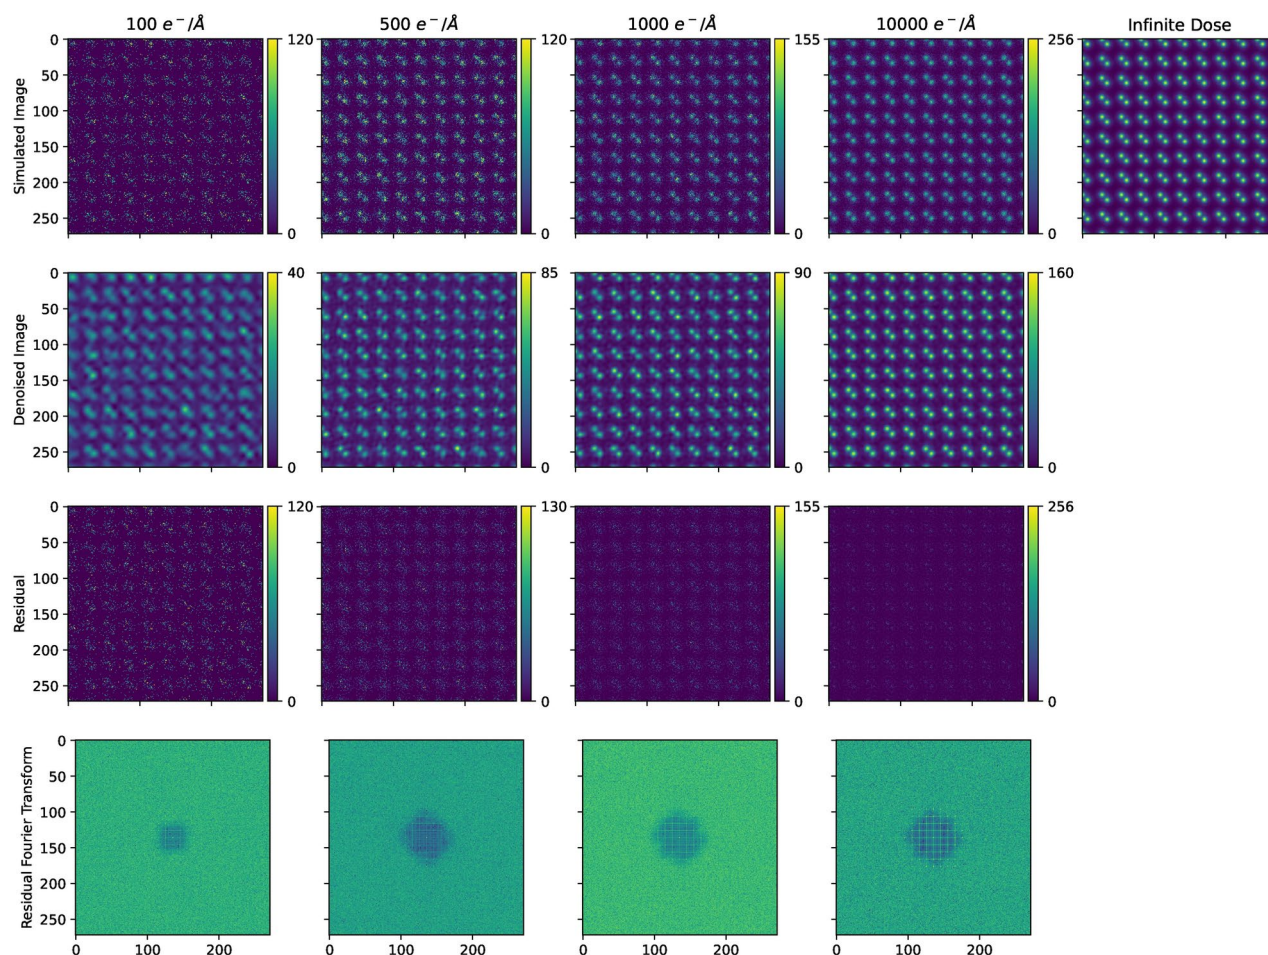 100 e⁻/Å 500 e⁻/Å 1000 e⁻/Å 10000 e⁻/Å Infinite Dose
Simulated Image
0 50 100 150 200 250
120 0
120 0
155 0
256 0
Denoised Image
0 50 100 150 200 250
40 0
85 0
90 0
160 0
Residual
0 50 100 150 200 250
120 0
130 0
155 0
256 0
Residual Fourier Transform
0 50 100 150 200 250
0 100 200
0 100 200
0 100 200
0 100 200